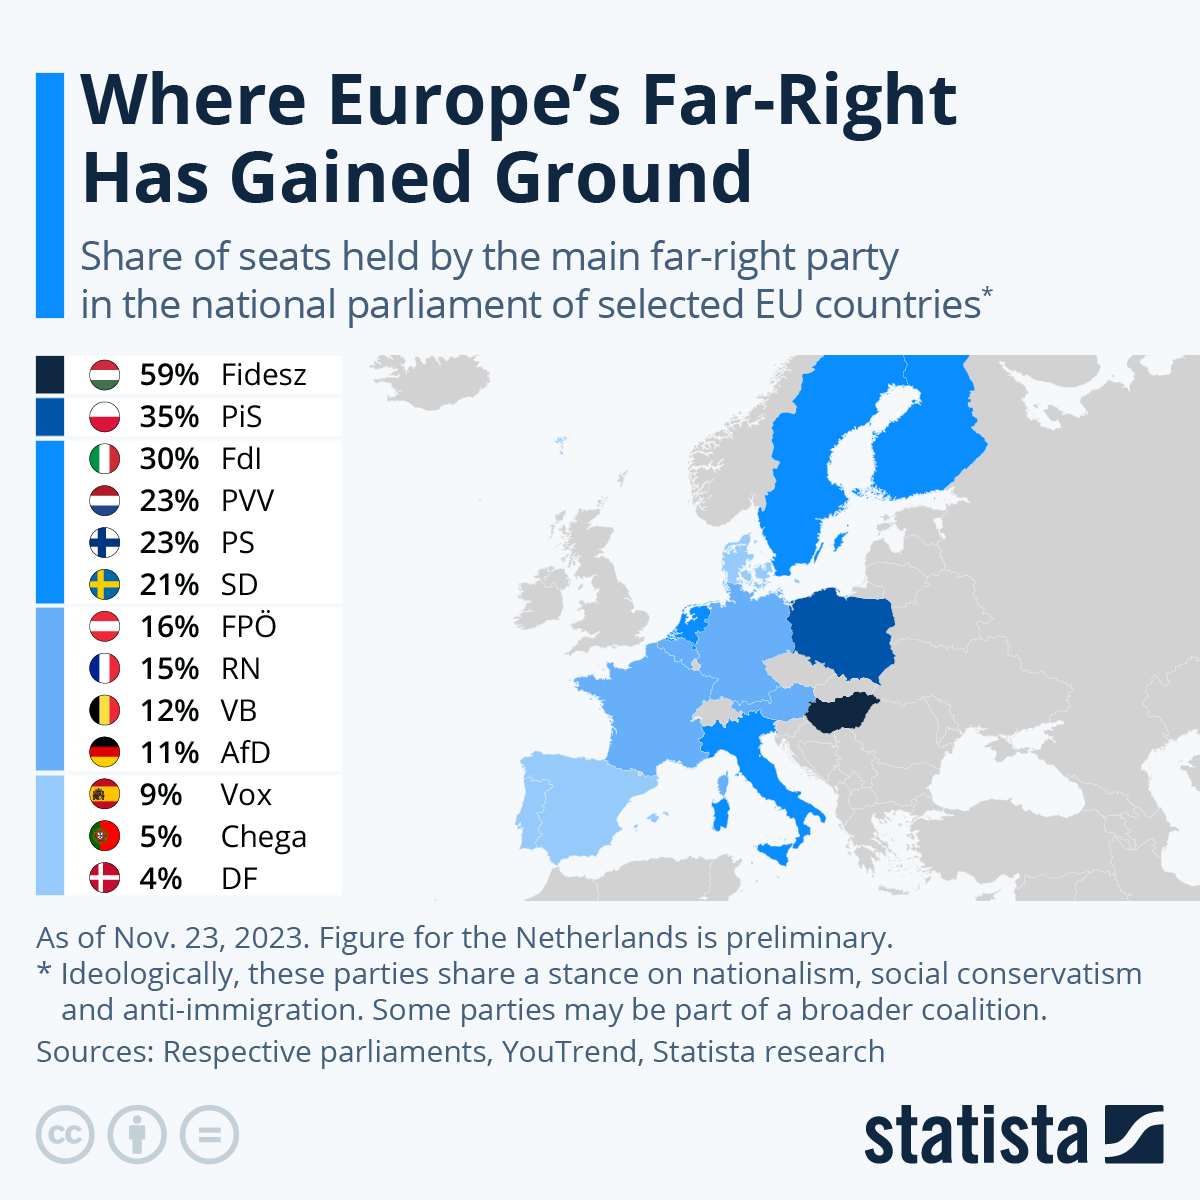 Where Europe’s Far-Right
Has Gained Ground
Share of seats held by the main far-right party
in the national parliament of selected EU countries*
59% Fidesz
35% PiS
30% FdI
23% PVV
23% PS
21% SD
16% FPÖ
15% RN
12% VB
11% AfD
9% Vox
5% Chega
4% DF
As of Nov. 23, 2023. Figure for the Netherlands is preliminary.
* Ideologically, these parties share a stance on nationalism, social conservatism
and anti-immigration. Some parties may be part of a broader coalition.
Sources: Respective parliaments, YouTrend, Statista research
cc
statista